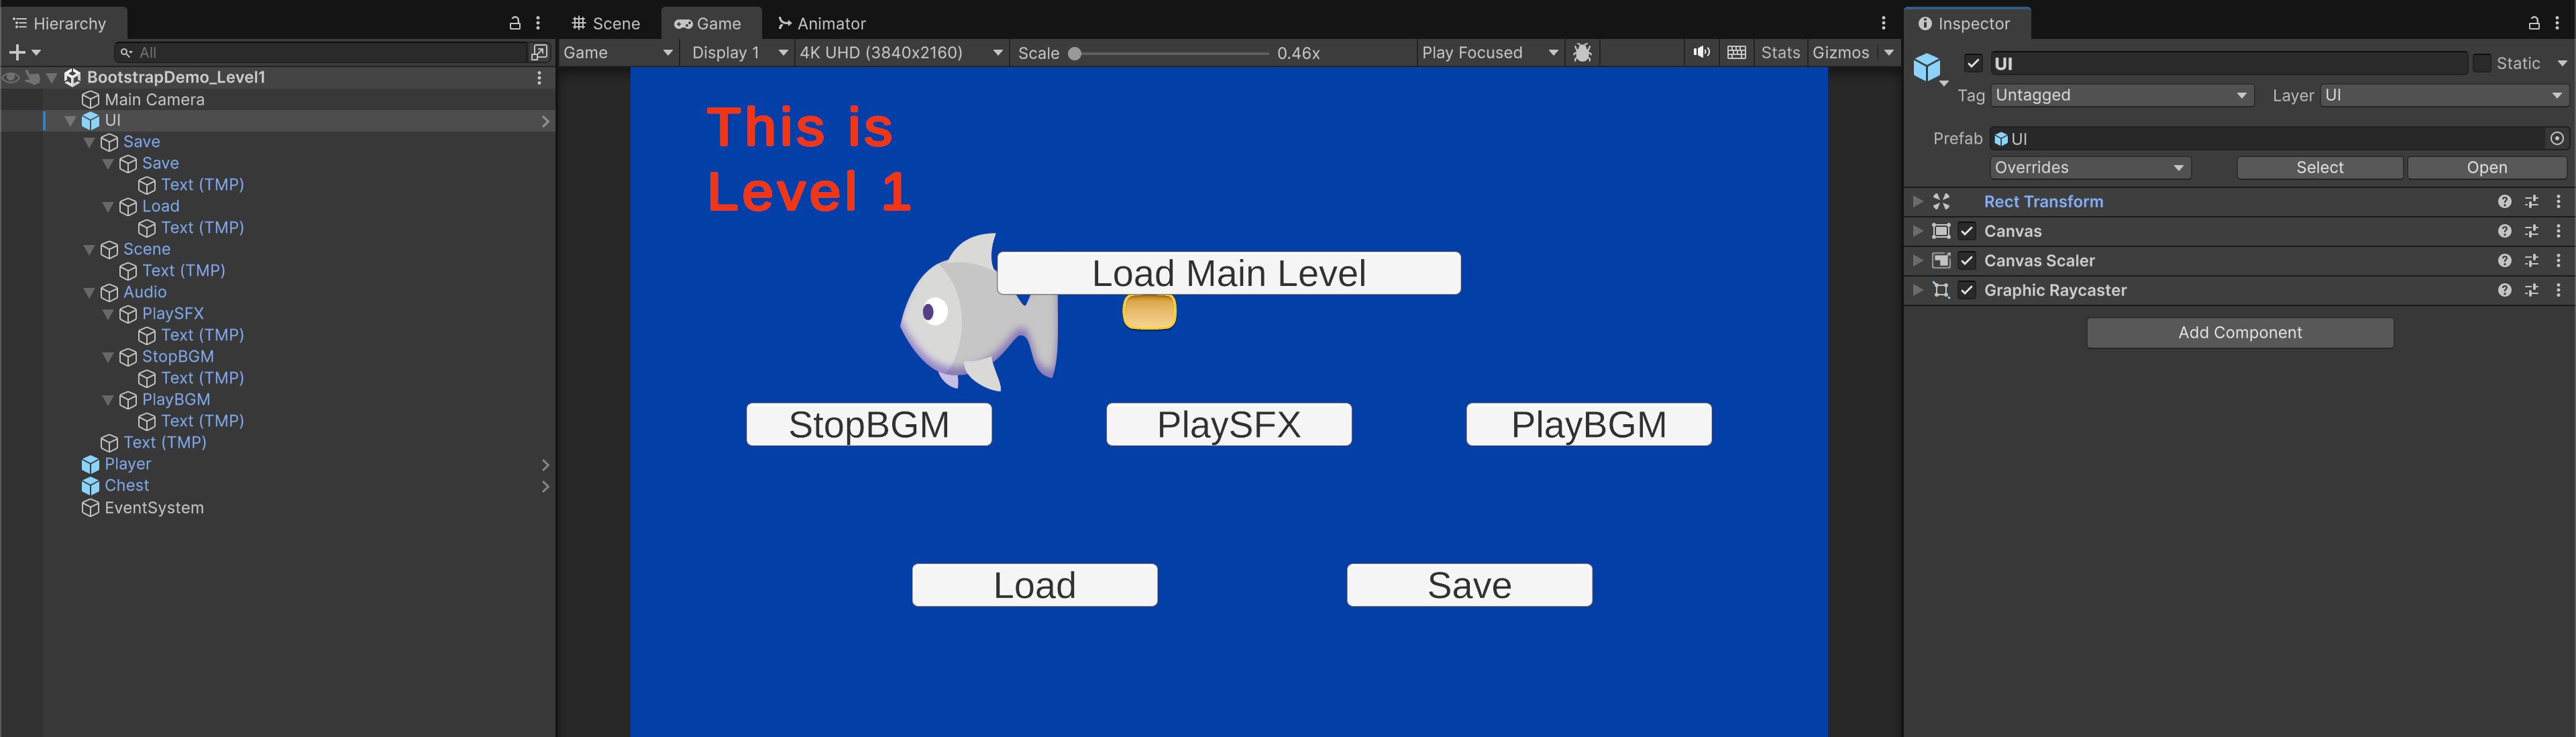 Hierarchy
All
BootstrapDemo_Level1
Main Camera
UI
Save
Save
Text (TMP)
Load
Text (TMP)
Scene
Text (TMP)
Audio
PlaySFX
Text (TMP)
StopBGM
Text (TMP)
PlayBGM
Text (TMP)
Text (TMP)
Player
Chest
EventSystem
Scene Game Animator
Game Display 1 4K UHD (3840x2160) Scale 0.46x Play Focused Stats Gizmos
This is
Level 1
Load Main Level
StopBGM PlaySFX PlayBGM
Load Save
Inspector
UI Static
Tag Untagged Layer UI
Prefab UI
Overrides Select Open
Rect Transform
Canvas
Canvas Scaler
Graphic Raycaster
Add Component